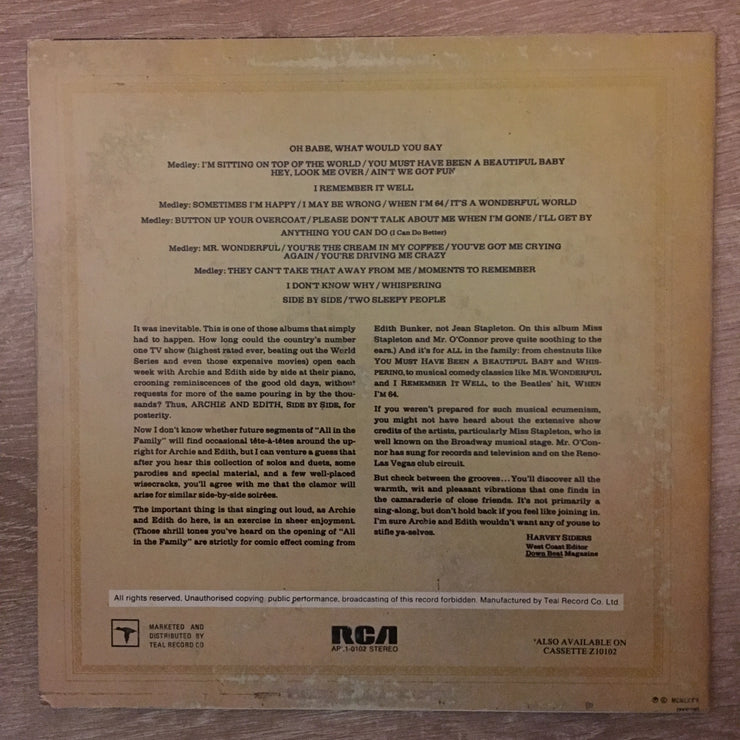 OH BABE, WHAT WOULD YOU SAY
Medley: I'M SITTING ON TOP OF THE WORLD / YOU MUST HAVE BEEN A BEAUTIFUL BABY
HEY, LOOK ME OVER / AIN'T WE GOT FUN
I REMEMBER IT WELL
Medley: SOMETIMES I'M HAPPY / I MAY BE WRONG / WHEN I'M 64 / IT'S A WONDERFUL WORLD
Medley: BUTTON UP YOUR OVERCOAT / PLEASE DON'T TALK ABOUT ME WHEN I'M GONE / I'LL GET BY
ANYTHING YOU CAN DO (I Can Do Better)
Medley: MR. WONDERFUL / YOU'RE THE CREAM IN MY COFFEE / YOU'VE GOT ME CRYING
AGAIN / YOU'RE DRIVING ME CRAZY
Medley: THEY CAN'T TAKE THAT AWAY FROM ME / MOMENTS TO REMEMBER
I DON'T KNOW WHY / WHISPERING
SIDE BY SIDE / TWO SLEEPY PEOPLE
It was inevitable. This is one of those albums that simply
had to happen. How long could the country's number
one TV show (highest rated ever, beating out the World
Series and even those expensive movies) open each
week with Archie and Edith side by side at their piano,
crooning reminiscences of the good old days, without
requests for more of the same pouring in by the thou-
sands? Thus, ARCHIE AND EDITH, SIDE BY SIDE, for
posterity.
Now I don't know whether future segments of "All in the
Family" will find occasional tête-à-têtes around the up-
right for Archie and Edith, but I can venture a guess that
after you hear this collection of solos and duets, some
parodies and special material, and a few well-placed
wisecracks, you'll agree with me that the clamor will
arise for similar side-by-side soirées.
The important thing is that singing out loud, as Archie
and Edith do here, is an exercise in sheer enjoyment.
(Those shrill tones you've heard on the opening of "All
in the Family" are strictly for comic effect coming from
Edith Bunker, not Jean Stapleton. On this album Miss
Stapleton and Mr. O'Connor prove quite soothing to the
ears.) And it's for ALL in the family: from chestnuts like
YOU MUST HAVE BEEN A BEAUTIFUL BABY and WHIS-
PERING, to musical comedy classics like MR. WONDERFUL
and I REMEMBER IT WELL, to the Beatles' hit, WHEN
I'M 64.
If you weren't prepared for such musical ecumenism,
you might not have heard about the extensive show
credits of the artists, particularly Miss Stapleton, who is
well known on the Broadway musical stage. Mr. O'Con-
nor has sung for records and television and on the Reno-
Las Vegas club circuit.
But check between the grooves... You'll discover all the
warmth, wit and pleasant vibrations that one finds in
the camaraderie of close friends. It's not primarily a
sing-along, but don't hold back if you feel like joining in.
I'm sure Archie and Edith wouldn't want any of youse to
stifle ya-selves.
HARVEY SIDERS
West Coast Editor
Down Beat Magazine
All rights reserved. Unauthorised copying, public performance, broadcasting of this record forbidden. Manufactured by Teal Record Co. Ltd.
MARKETED AND
DISTRIBUTED BY
TEAL RECORD CO
RCA
AP 1-0102 STEREO
*ALSO AVAILABLE ON
CASSETTE Z10102